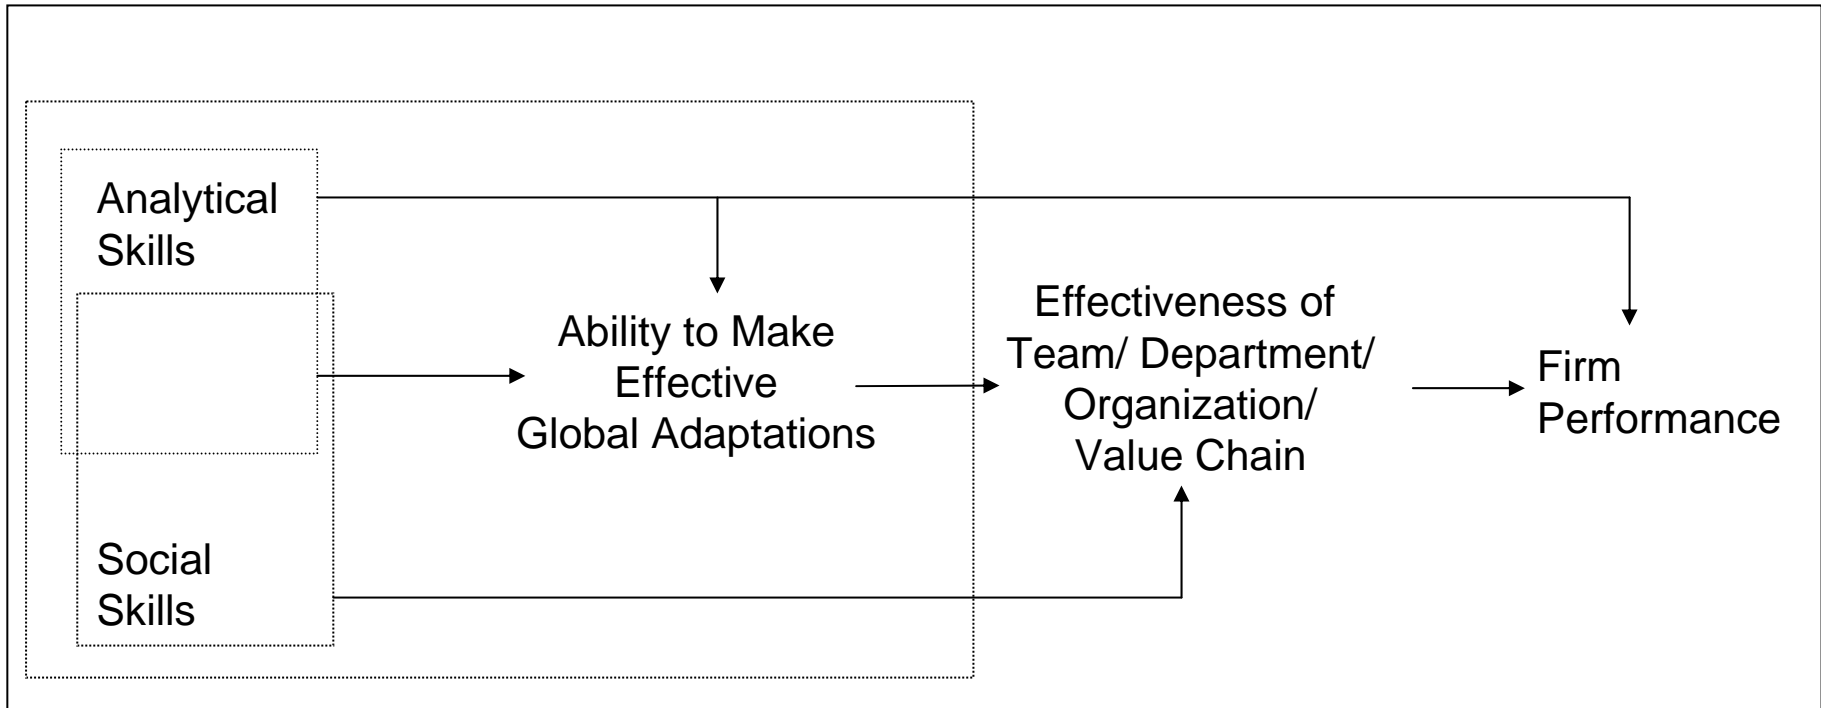 Analytical
Skills
Social
Skills
Ability to Make
Effective
Global Adaptations
Effectiveness of
Team/ Department/
Organization/
Value Chain
Firm
Performance